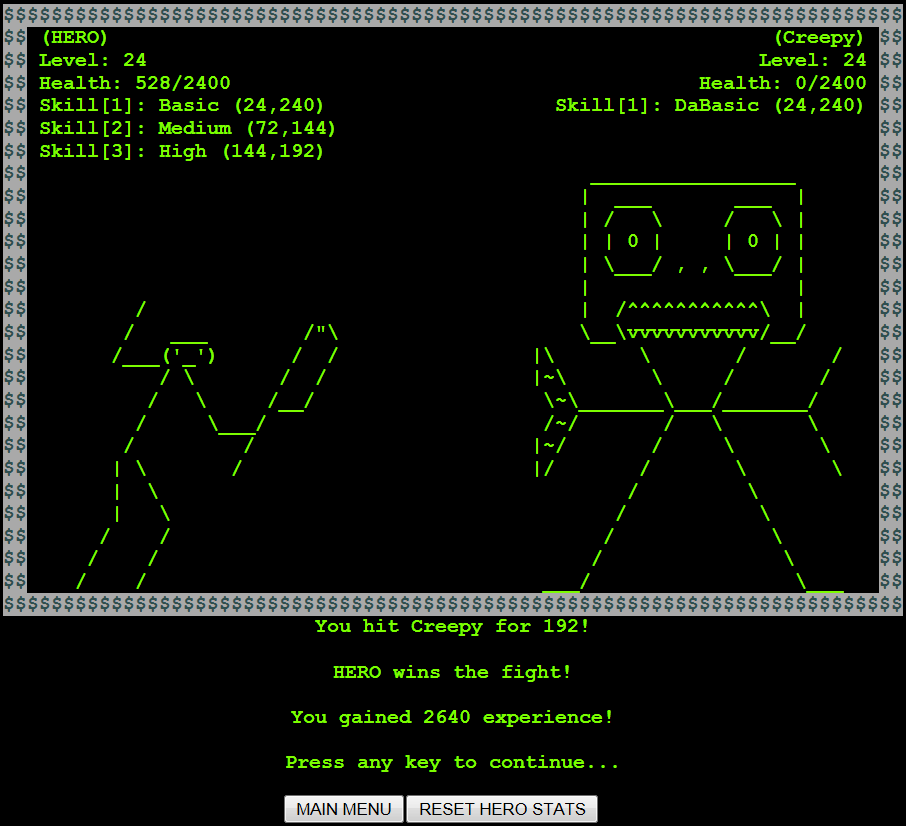 (HERO)
Level: 24
Health: 528/2400
Skill[1]: Basic (24,240)
Skill[2]: Medium (72,144)
Skill[3]: High (144,192)
(Creepy)
Level: 24
Health: 0/2400
Skill[1]: DaBasic (24,240)
You hit Creepy for 192!
HERO wins the fight!
You gained 2640 experience!
Press any key to continue...
MAIN MENU
RESET HERO STATS